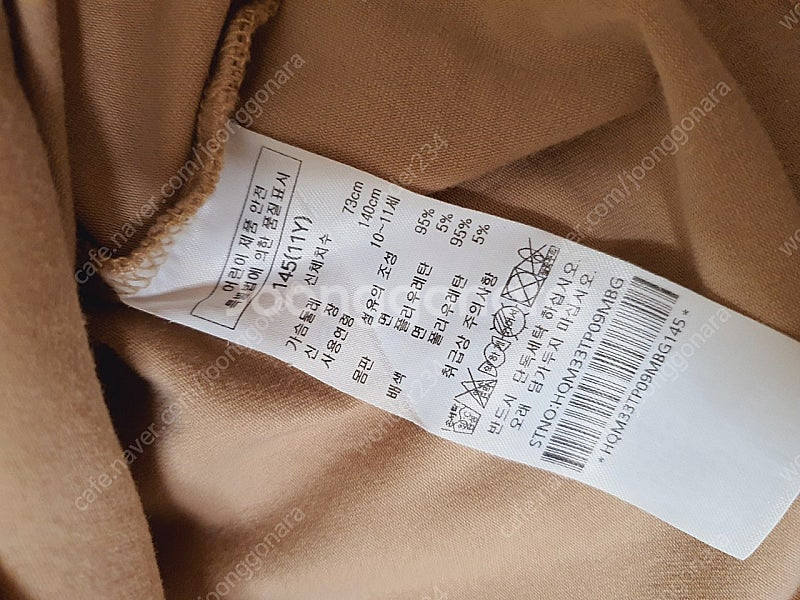 어린이 제품 안전
특별법에 의한 품질표시
145(11Y)
신체치수
가슴둘레 73cm
신 장 140cm
사용연령 10~11세
섬유의 조성
몸판 면 95%
폴리우레탄 5%
배색 면 95%
폴리우레탄 5%
취급상 주의사항
반드시 단독세탁 하십시오.
오래 담가두지 마십시오.
STNO:HQM33TP09MBG
*HQM33TP09MBG145*
joonggonara
cafe.naver.com/joonggonara